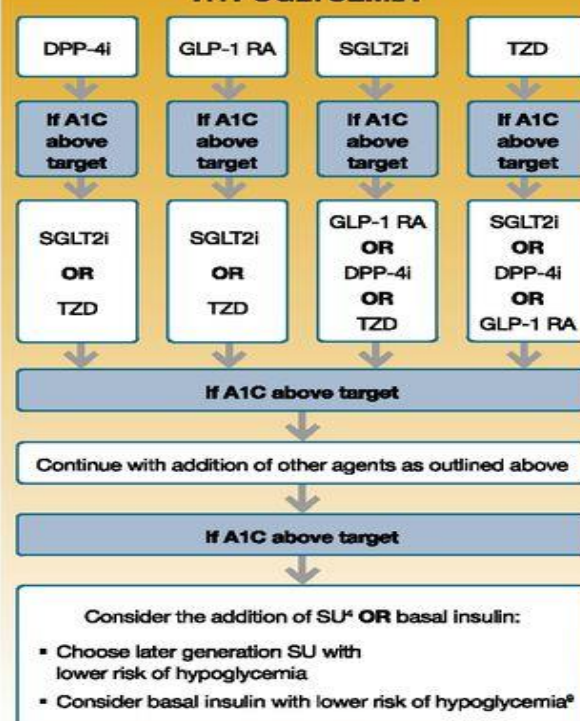 DPP-4i
GLP-1 RA
SGLT2i
TZD
If A1C
above
target
If A1C
above
target
If A1C
above
target
If A1C
above
target
SGLT2i
OR
TZD
SGLT2i
OR
TZD
GLP-1 RA
OR
DPP-4i
OR
TZD
SGLT2i
OR
DPP-4i
OR
GLP-1 RA
If A1C above target
Continue with addition of other agents as outlined above
If A1C above target
Consider the addition of SU⁴ OR basal insulin:
▪ Choose later generation SU with
lower risk of hypoglycemia
▪ Consider basal insulin with lower risk of hypoglycemia